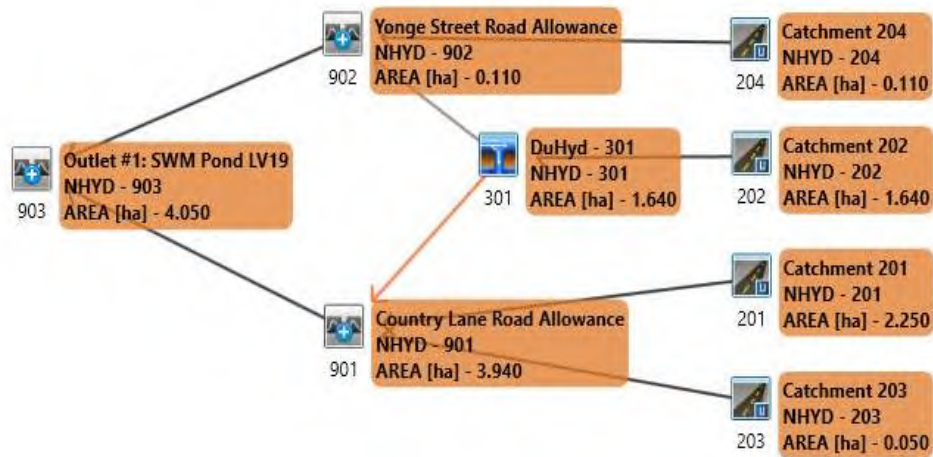 Yonge Street Road Allowance
NHYD - 902
AREA [ha] - 0.110
902
Catchment 204
NHYD - 204
AREA [ha] - 0.110
204
Outlet #1: SWM Pond LV19
NHYD - 903
AREA [ha] - 4.050
903
DuHyd - 301
NHYD - 301
AREA [ha] - 1.640
301
Catchment 202
NHYD - 202
AREA [ha] - 1.640
202
Catchment 201
NHYD - 201
AREA [ha] - 2.250
201
Country Lane Road Allowance
NHYD - 901
AREA [ha] - 3.940
901
Catchment 203
NHYD - 203
AREA [ha] - 0.050
203